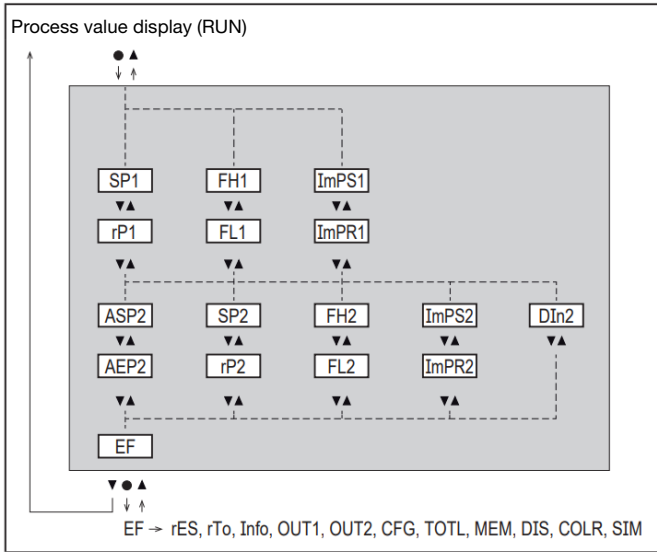 Process value display (RUN)
SP1 FH1 ImPS1
rP1 FL1 ImPR1
ASP2 SP2 FH2 ImPS2 DIn2
AEP2 rP2 FL2 ImPR2
EF
EF → rES, rTo, Info, OUT1, OUT2, CFG, TOTL, MEM, DIS, COLR, SIM